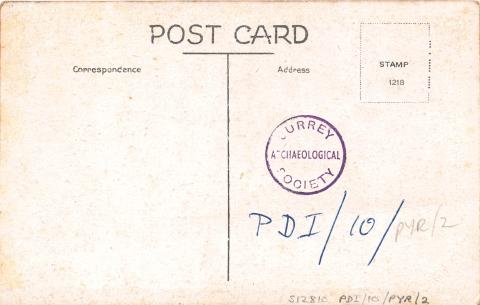 POST CARD
Correspondence
Address
STAMP
1218
SURREY
ARCHAEOLOGICAL
SOCIETY
PDI/10/PYR/2
S12810 PDI/10/PYR/2